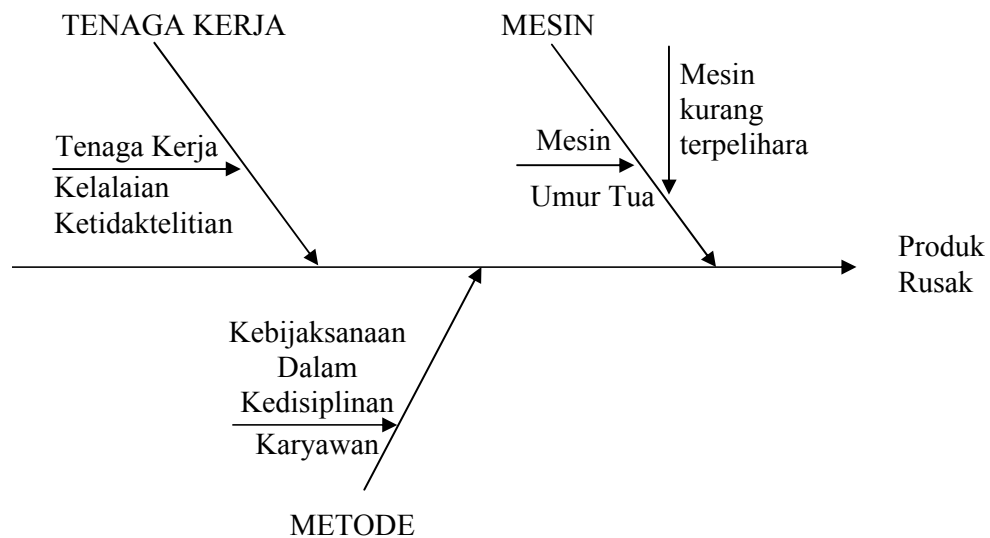 TENAGA KERJA
MESIN
Mesin
kurang
terpelihara
Tenaga Kerja
Kelalaian
Ketidaktelitian
Mesin
Umur Tua
Produk
Rusak
Kebijaksanaan
Dalam
Kedisiplinan
Karyawan
METODE